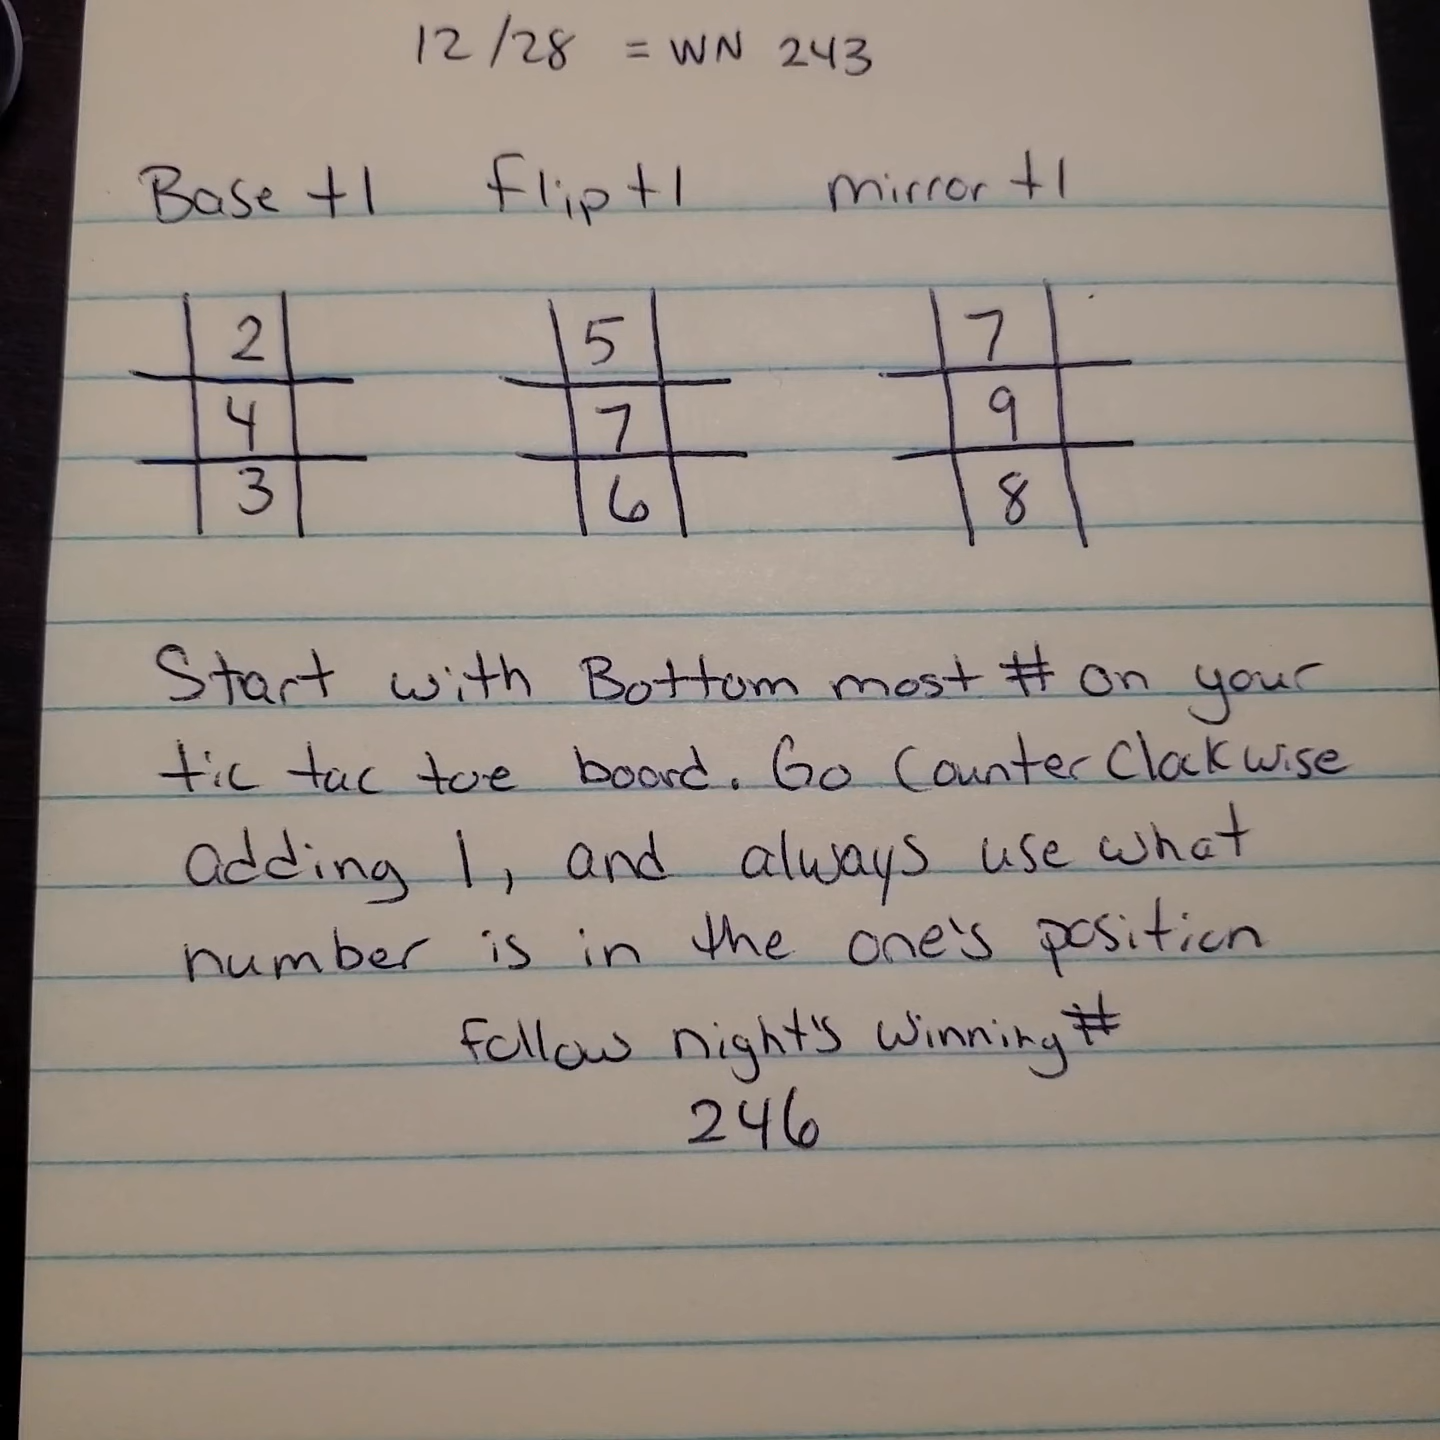 12/28 = WN 243
Base +1 flip +1 mirror +1
2 5 7
4 7 9
3 6 8
Start with Bottom most # on your
tic tac toe board. Go Counter Clockwise
adding 1, and always use what
number is in the one's position
follow night's winning #
246